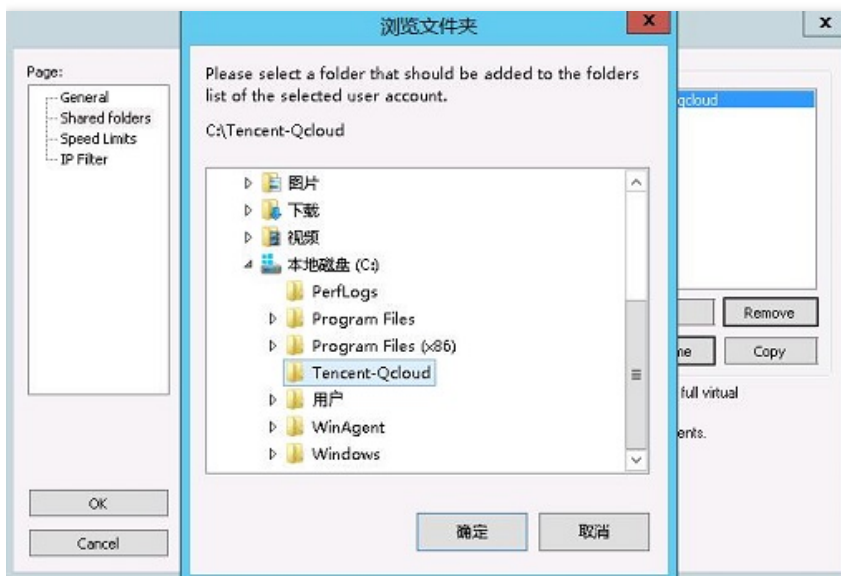 浏览文件夹
x
x
Page:
General
Shared folders
Speed Limits
IP Filter
OK
Cancel
Please select a folder that should be added to the folders
list of the selected user account.
C:\Tencent-Qcloud
图片
下载
视频
本地磁盘 (C:)
PerfLogs
Program Files
Program Files (x86)
Tencent-Qcloud
用户
WinAgent
Windows
确定
取消
qcloud
Remove
me
Copy
full virtual
ents.